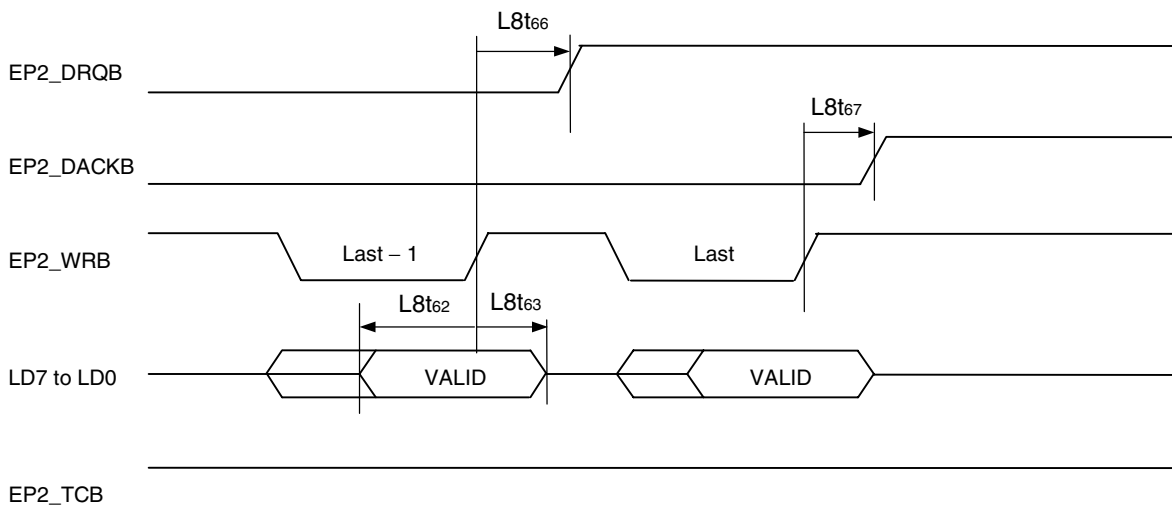 L8t66
EP2_DRQB
L8t67
EP2_DACKB
EP2_WRB
Last – 1
Last
L8t62
L8t63
LD7 to LD0
VALID
VALID
EP2_TCB